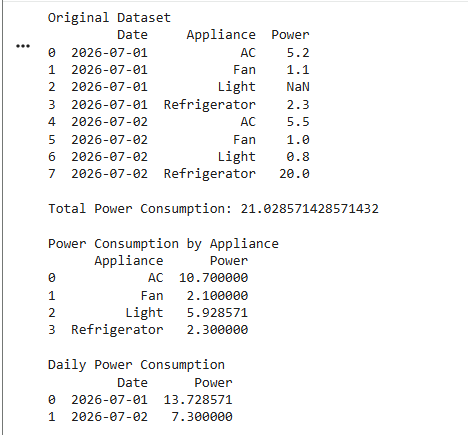 Original Dataset
Date Appliance Power
0 2026-07-01 AC 5.2
1 2026-07-01 Fan 1.1
2 2026-07-01 Light NaN
3 2026-07-01 Refrigerator 2.3
4 2026-07-02 AC 5.5
5 2026-07-02 Fan 1.0
6 2026-07-02 Light 0.8
7 2026-07-02 Refrigerator 20.0
Total Power Consumption: 21.028571428571432
Power Consumption by Appliance
Appliance Power
0 AC 10.700000
1 Fan 2.100000
2 Light 5.928571
3 Refrigerator 2.300000
Daily Power Consumption
Date Power
0 2026-07-01 13.728571
1 2026-07-02 7.300000